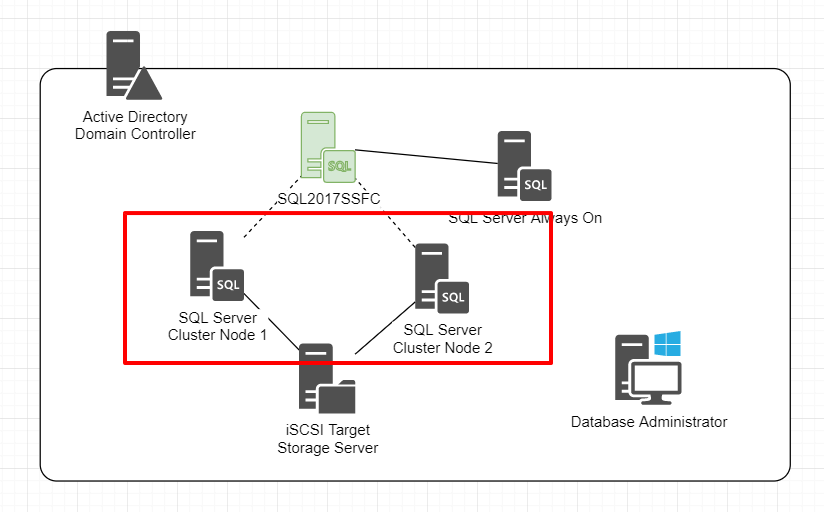 Active Directory
Domain Controller
SQL
SQL2017SSFC
SQL
SQL Server Always On
SQL
SQL Server
Cluster Node 1
SQL
SQL Server
Cluster Node 2
iSCSI Target
Storage Server
Database Administrator